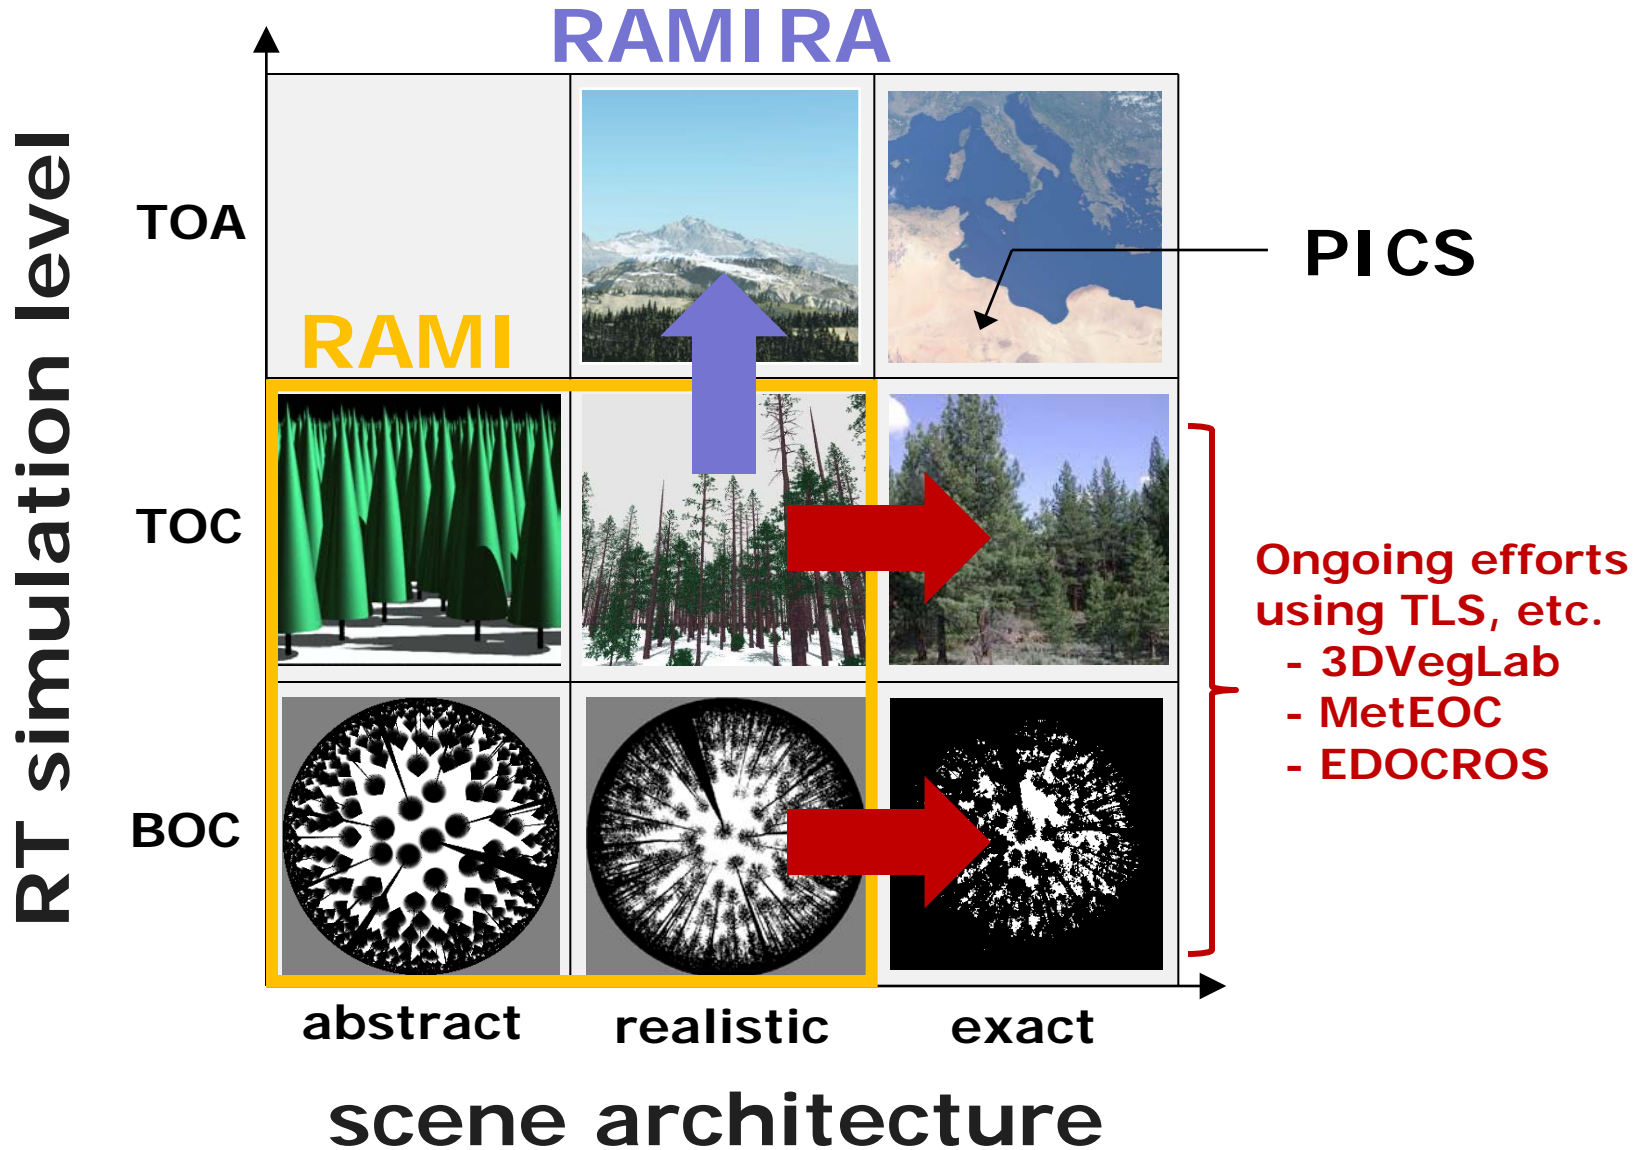 RAMIRA
RT simulation level
TOA
PICS
RAMI
TOC
Ongoing efforts
using TLS, etc.
- 3DVegLab
- MetEOC
- EDOCROS
BOC
abstract
realistic
exact
scene architecture